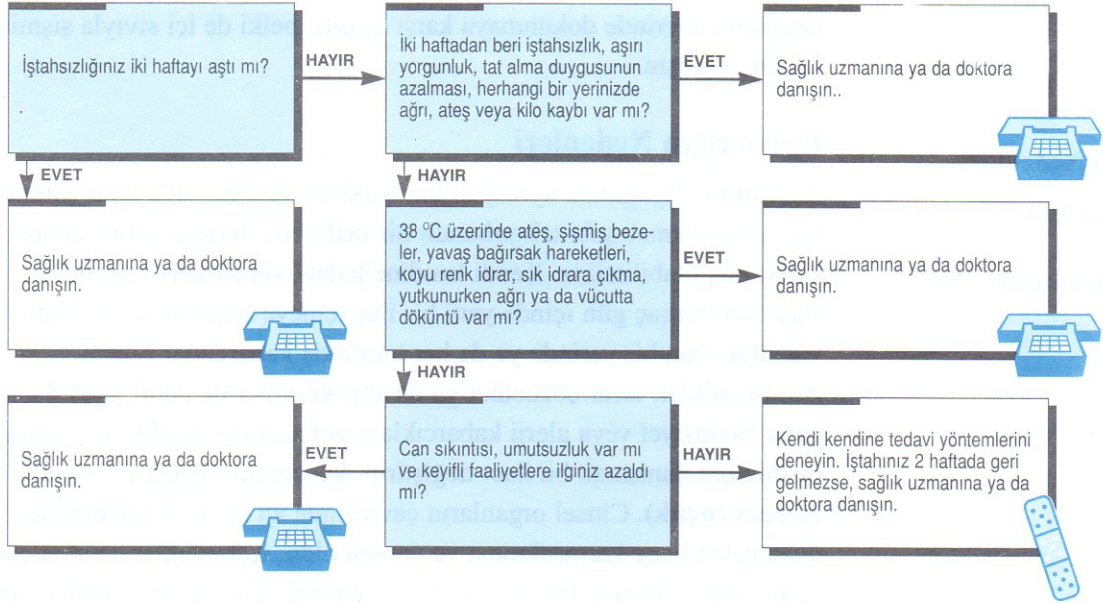 İştahsızlığınız iki haftayı aştı mı?
HAYIR
İki haftadan beri iştahsızlık, aşırı
yorgunluk, tat alma duygusunun
azalması, herhangi bir yerinizde
ağrı, ateş veya kilo kaybı var mı?
EVET
Sağlık uzmanına ya da doktora
danışın..
EVET
HAYIR
Sağlık uzmanına ya da doktora
danışın.
38 ºC üzerinde ateş, şişmiş beze-
ler, yavaş bağırsak hareketleri,
koyu renk idrar, sık idrara çıkma,
yutkunurken ağrı ya da vücutta
döküntü var mı?
EVET
Sağlık uzmanına ya da doktora
danışın.
HAYIR
Sağlık uzmanına ya da doktora
danışın.
EVET
Can sıkıntısı, umutsuzluk var mı
ve keyifli faaliyetlere ilginiz azaldı
mı?
HAYIR
Kendi kendine tedavi yöntemlerini
deneyin. İştahınız 2 haftada geri
gelmezse, sağlık uzmanına ya da
doktora danışın.